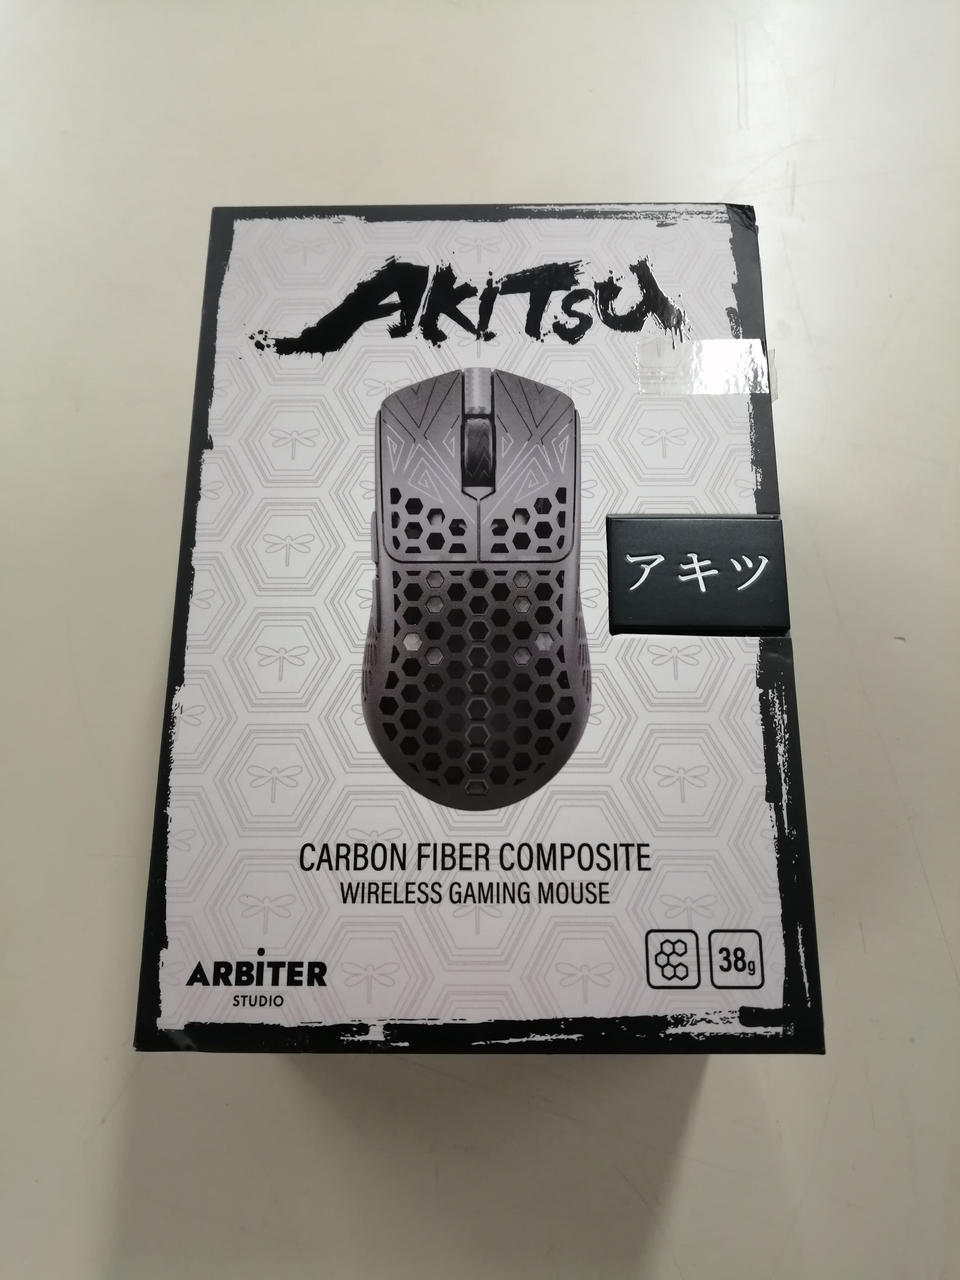 AKiTsU
アキツ
CARBON FIBER COMPOSITE
WIRELESS GAMING MOUSE
ARBiTER
STUDIO
38g